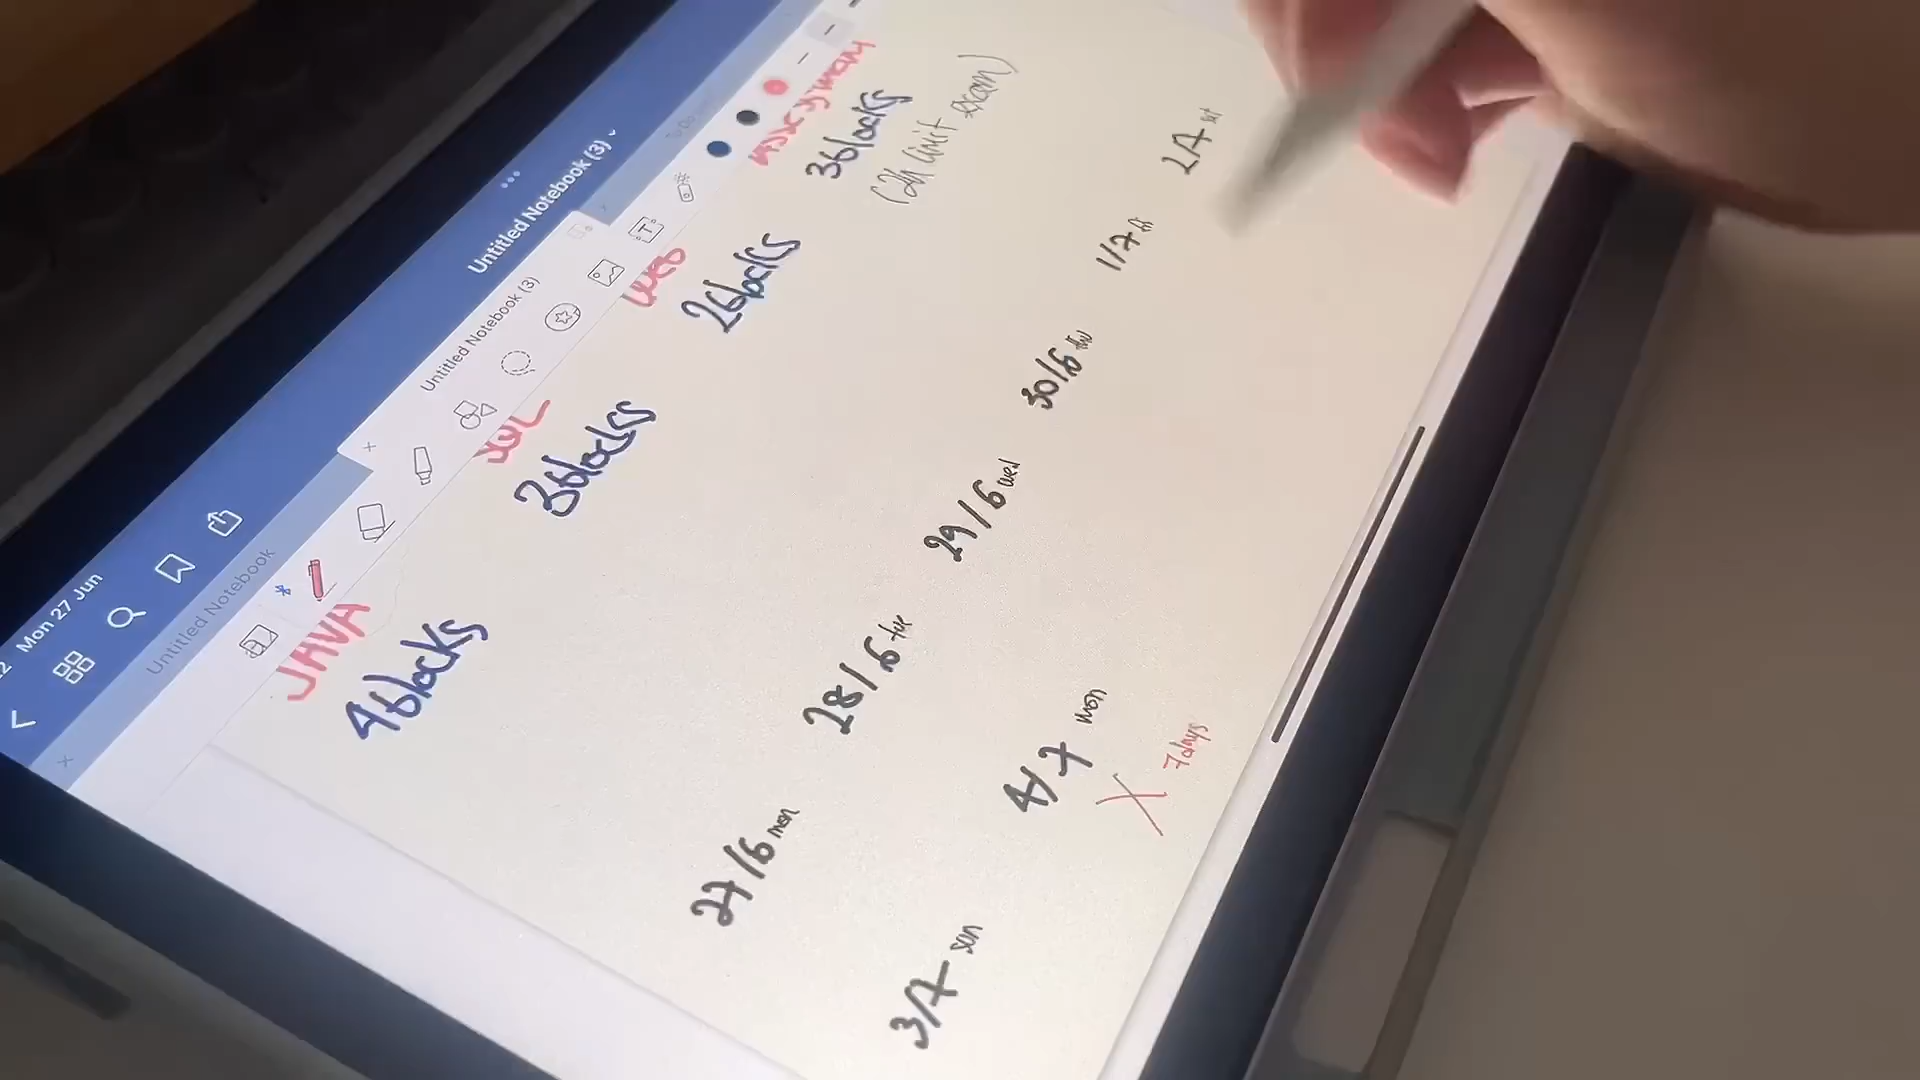 Mon 27 Jun
Untitled Notebook (3)
Untitled Notebook
Untitled Notebook (3)
JAVA
WEB
4blocks
3blocks
2blocks
3blocks
(2h limit exam)
27/6 mon
28/6 tue
29/6 wed
30/6 thu
1/7 fri
2/7 sat
3/7 sun
4/7 mon
X 7days